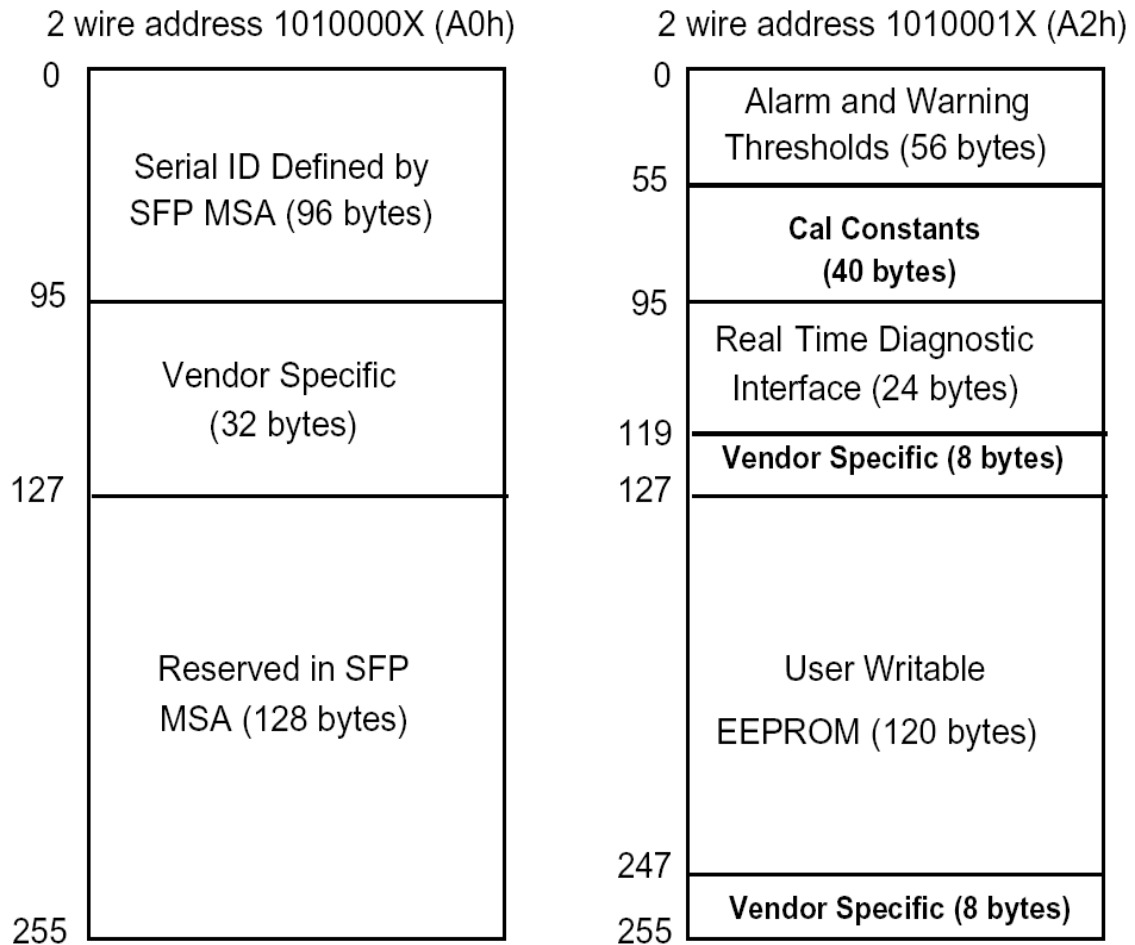 2 wire address 1010000X (A0h)
0
Serial ID Defined by
SFP MSA (96 bytes)
95
Vendor Specific
(32 bytes)
127
Reserved in SFP
MSA (128 bytes)
255
2 wire address 1010001X (A2h)
0
Alarm and Warning
Thresholds (56 bytes)
55
Cal Constants
(40 bytes)
95
Real Time Diagnostic
Interface (24 bytes)
119
Vendor Specific (8 bytes)
127
User Writable
EEPROM (120 bytes)
247
Vendor Specific (8 bytes)
255